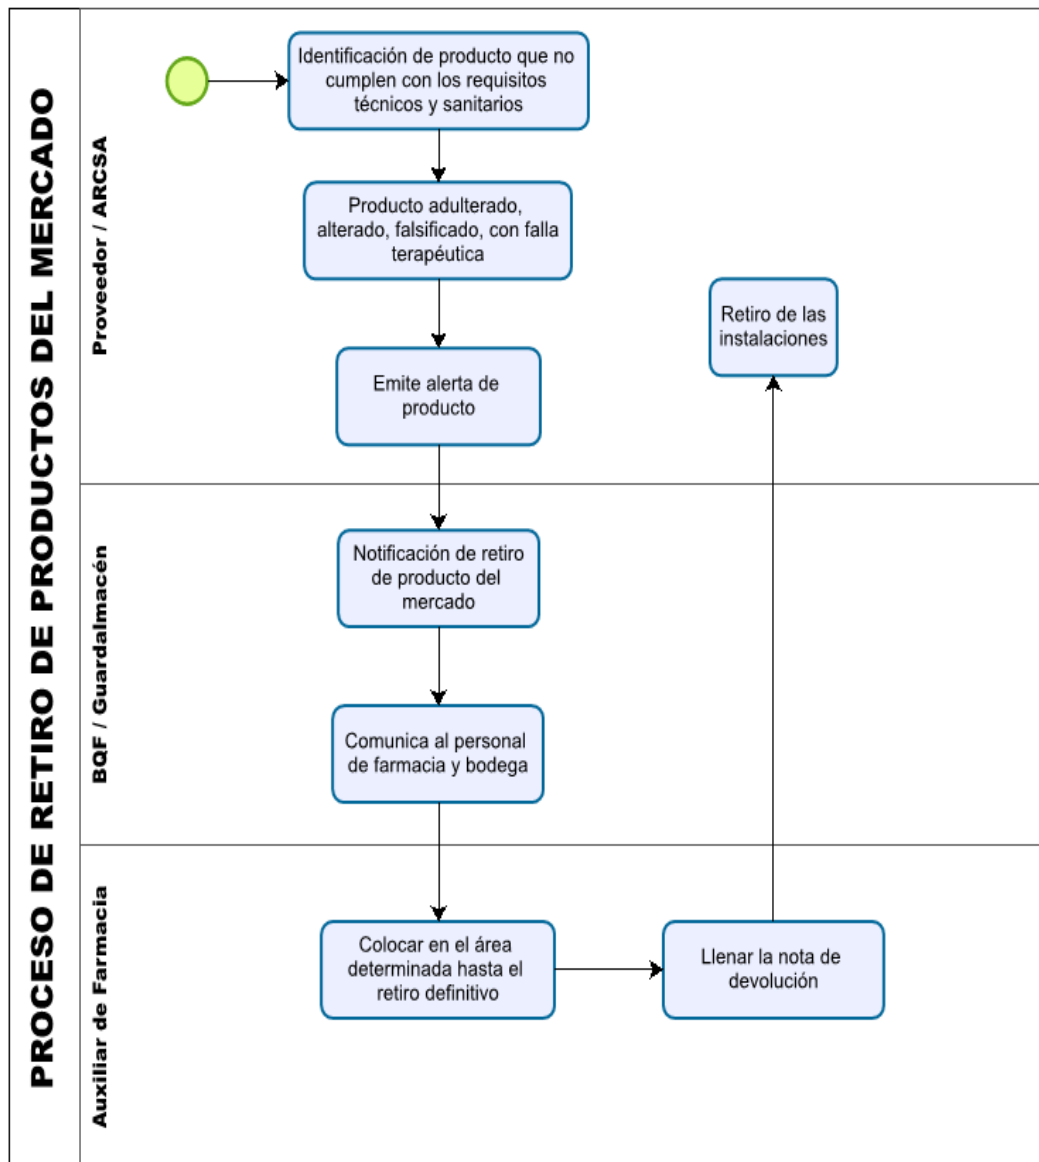 PROCESO DE RETIRO DE PRODUCTOS DEL MERCADO
Proveedor / ARCSA
Identificación de producto que no
cumplen con los requisitos
técnicos y sanitarios
Producto adulterado,
alterado, falsificado, con falla
terapéutica
Emite alerta de
producto
Retiro de las
instalaciones
BQF / Guardalmacén
Notificación de retiro
de producto del
mercado
Comunica al personal
de farmacia y bodega
Auxiliar de Farmacia
Colocar en el área
determinada hasta el
retiro definitivo
Llenar la nota de
devolución